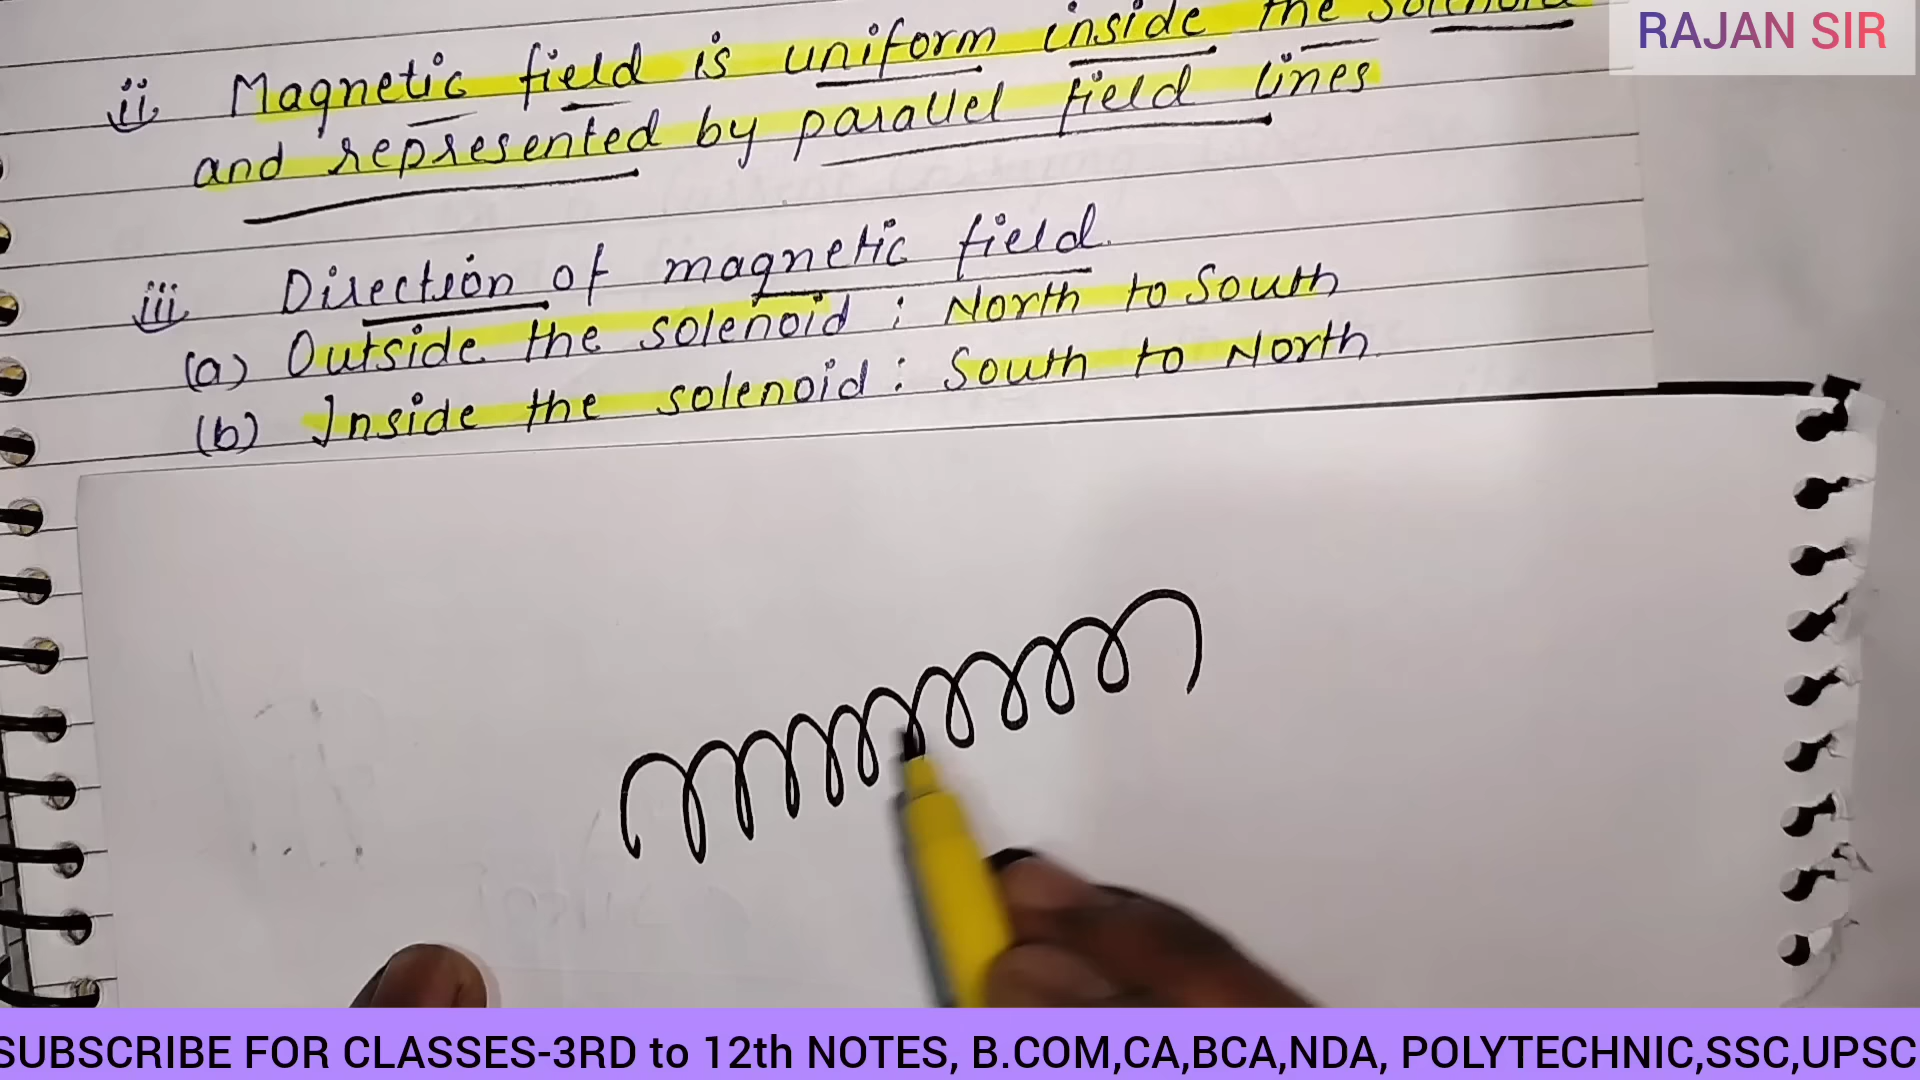 RAJAN SIR
ii. Magnetic field is uniform inside the solenoid
and represented by parallel field lines
iii. Direction of magnetic field.
(a) Outside the solenoid : North to South
(b) Inside the solenoid : South to North.
SUBSCRIBE FOR CLASSES-3RD to 12th NOTES, B.COM,CA,BCA,NDA, POLYTECHNIC,SSC,UPSC